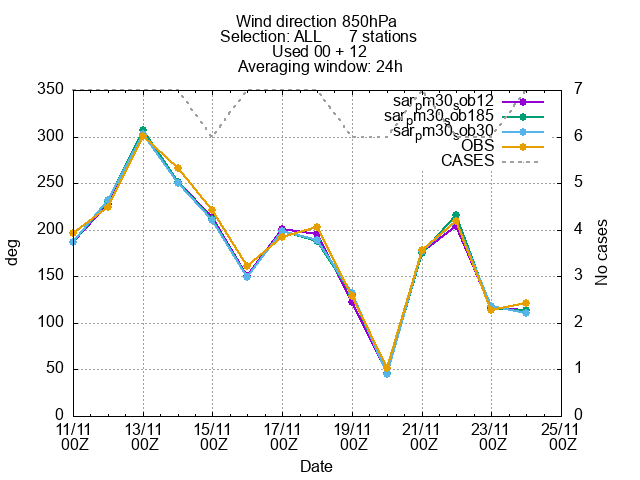 Wind direction 850hPa
Selection: ALL 7 stations
Used 00 + 12
Averaging window: 24h
350 7
sarpm30sob12
sarpm30sob185
300 sarpm30sob30 6
OBS
CASES
250 5
200 4
deg
No cases
150 3
100 2
50 1
0 0
11/11 13/11 15/11 17/11 19/11 21/11 23/11 25/11
00Z 00Z 00Z 00Z 00Z 00Z 00Z 00Z
Date